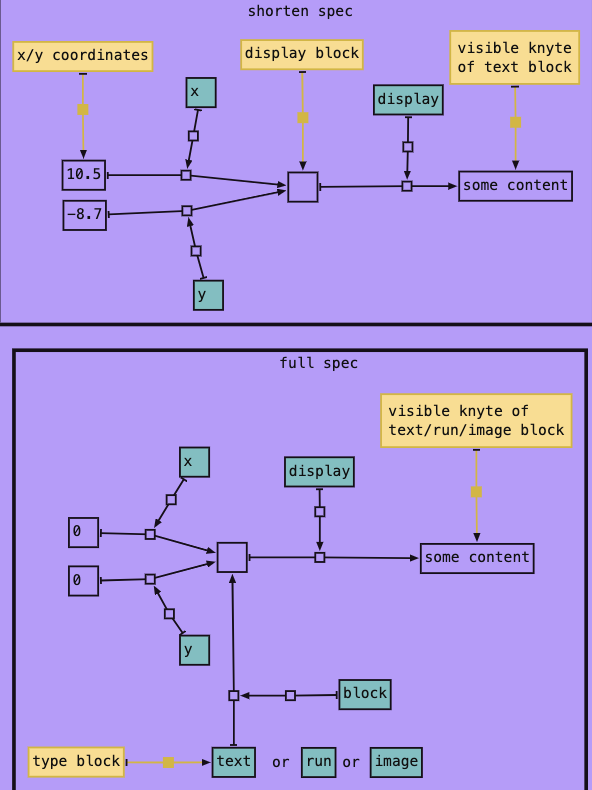 shorten spec
x/y coordinates
display block
visible knyte
of text block
x
display
10.5
some content
−8.7
y
full spec
visible knyte of
text/run/image block
x
display
0
some content
0
y
block
type block
text or run or image